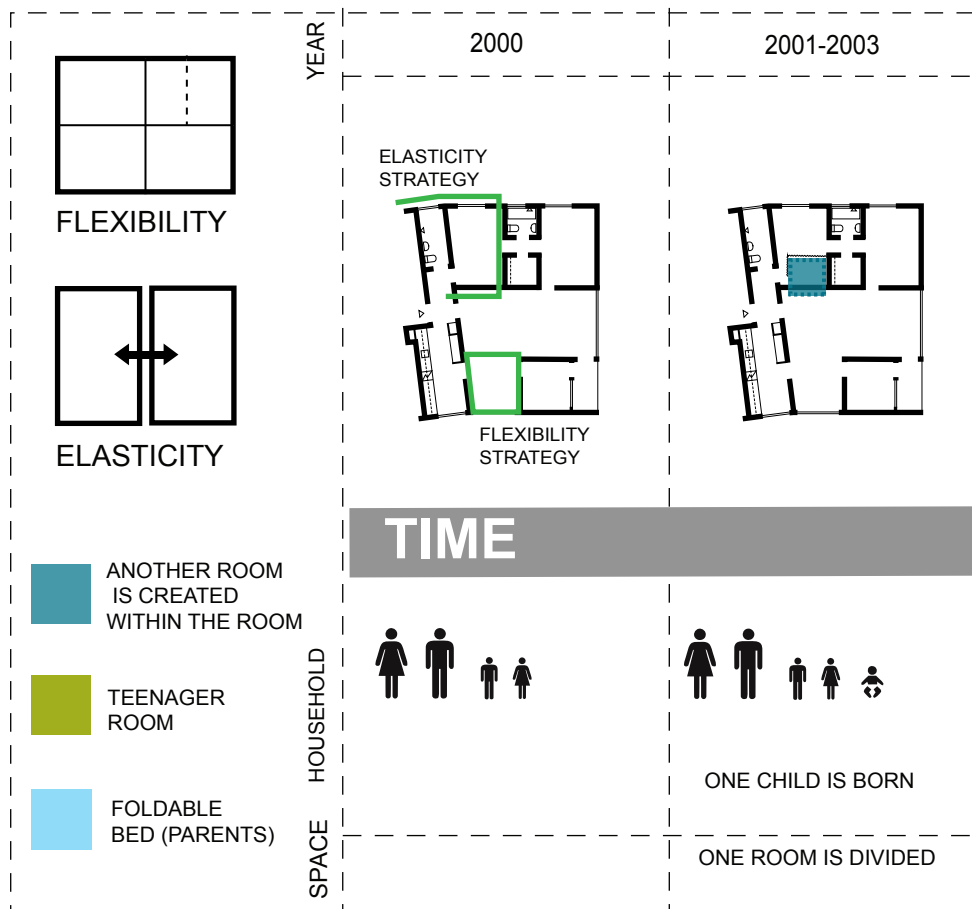 YEAR
2000
2001-2003
FLEXIBILITY
ELASTICITY
ELASTICITY
STRATEGY
FLEXIBILITY
STRATEGY
TIME
ANOTHER ROOM
IS CREATED
WITHIN THE ROOM
TEENAGER
ROOM
FOLDABLE
BED (PARENTS)
HOUSEHOLD
ONE CHILD IS BORN
SPACE
ONE ROOM IS DIVIDED